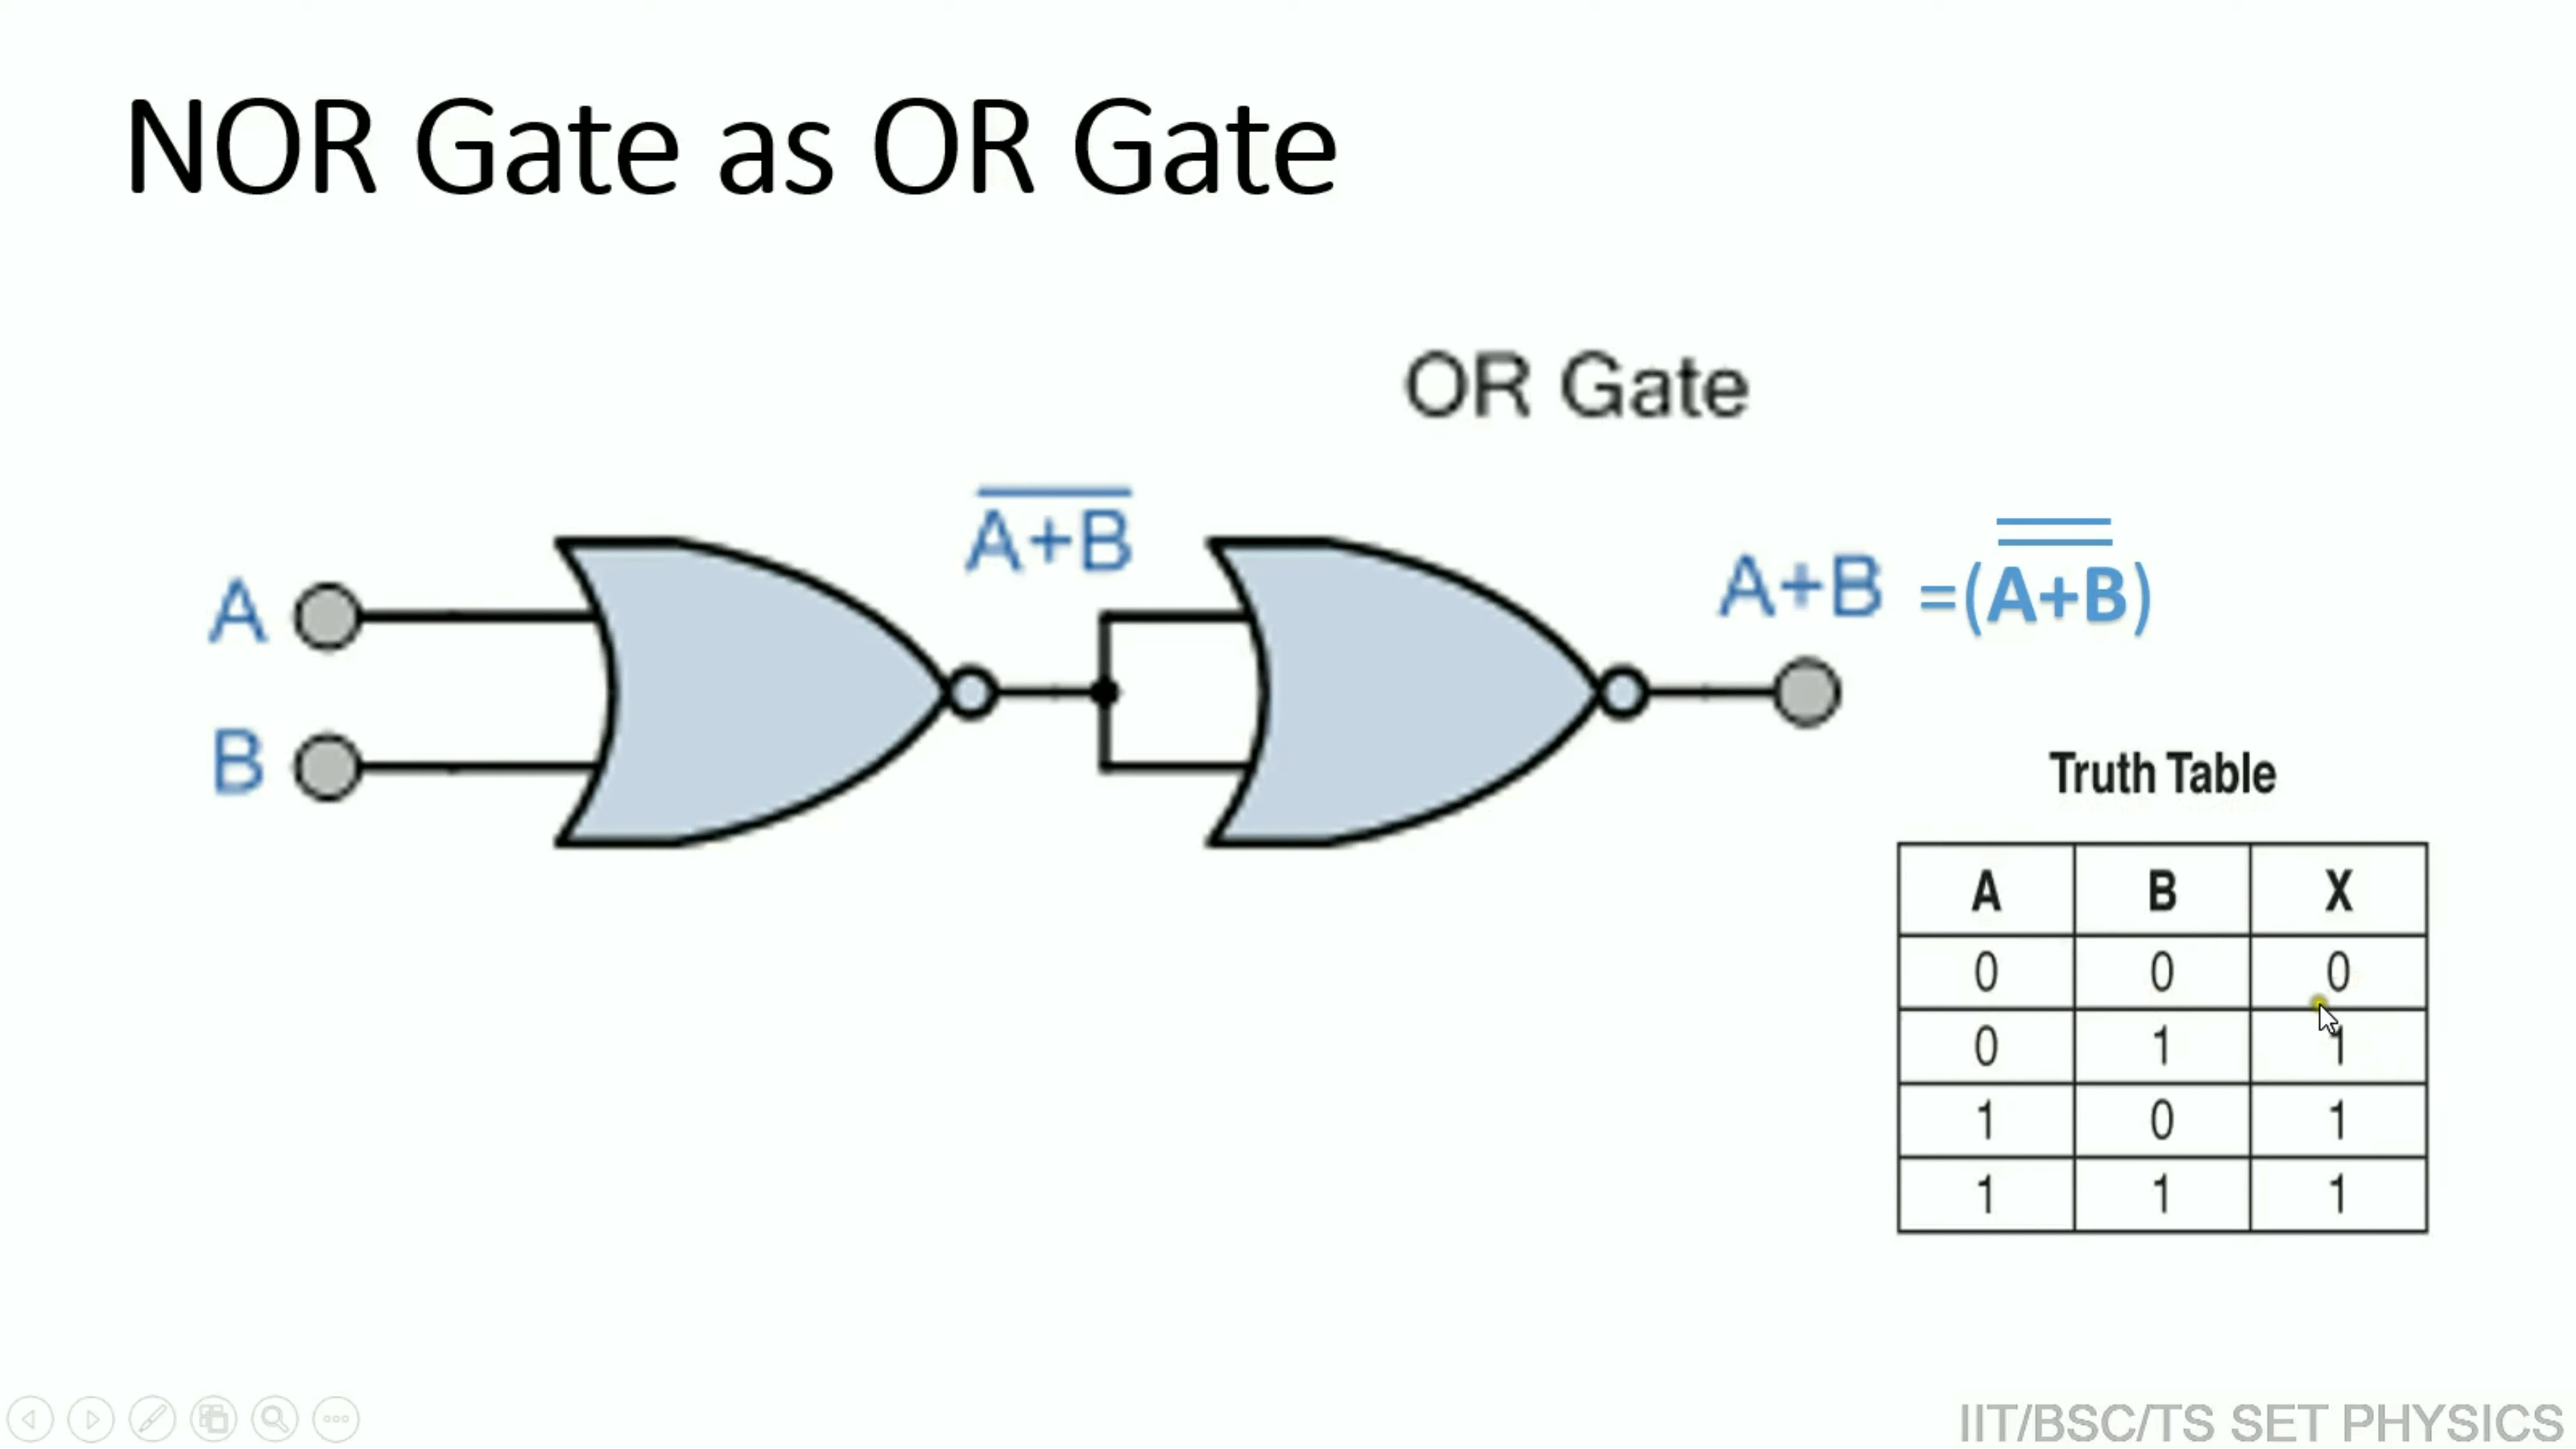 NOR Gate as OR Gate
OR Gate
A
B
A̅+̅B̅
A+B =(A̿+̿B̿)
Truth Table
A B X
0 0 0
0 1 1
1 0 1
1 1 1
IIT/BSC/TS SET PHYSICS